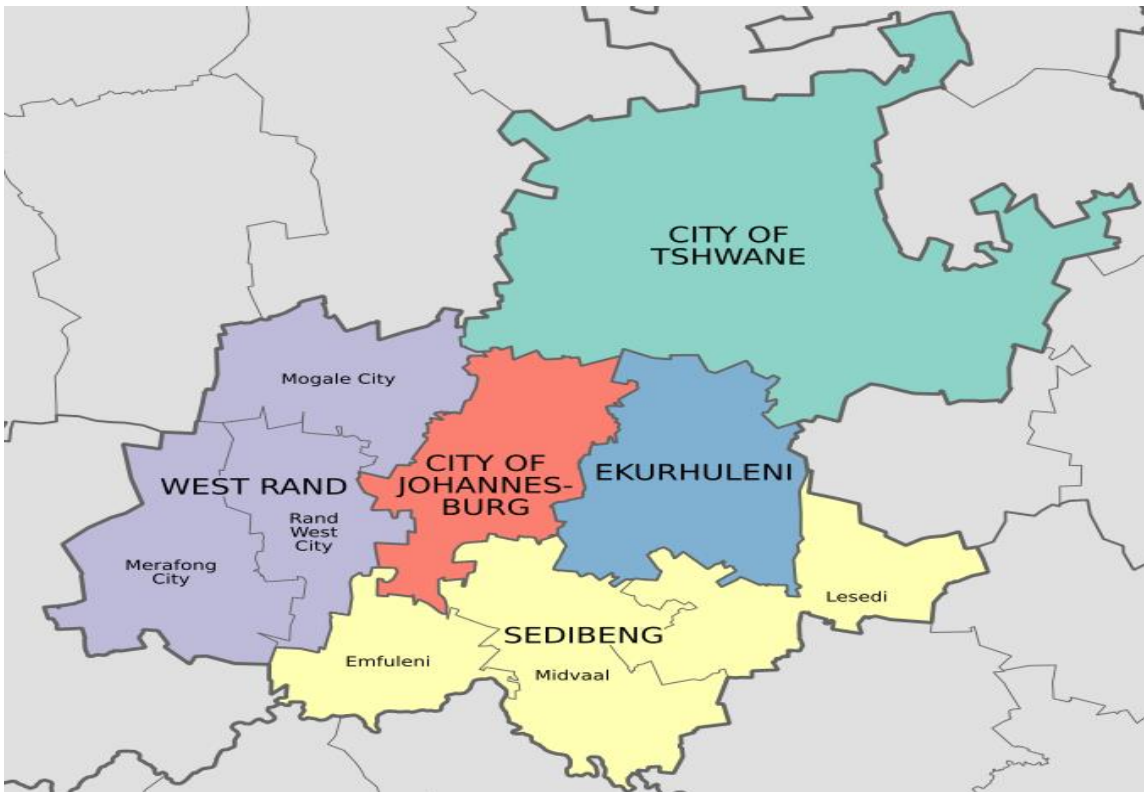 CITY OF
TSHWANE
Mogale City
CITY OF
JOHANNES-
BURG
EKURHULENI
WEST RAND
Rand
West
City
Merafong
City
Lesedi
SEDIBENG
Emfuleni
Midvaal